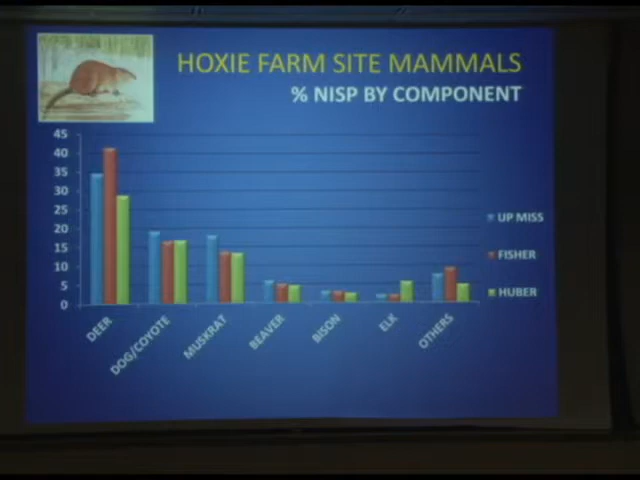 HOXIE FARM SITE MAMMALS
% NISP BY COMPONENT
45
40
35
30
25
20
15
10
5
0
DEER
DOG/COYOTE
MUSKRAT
BEAVER
BISON
ELK
OTHERS
UP MISS
FISHER
HUBER